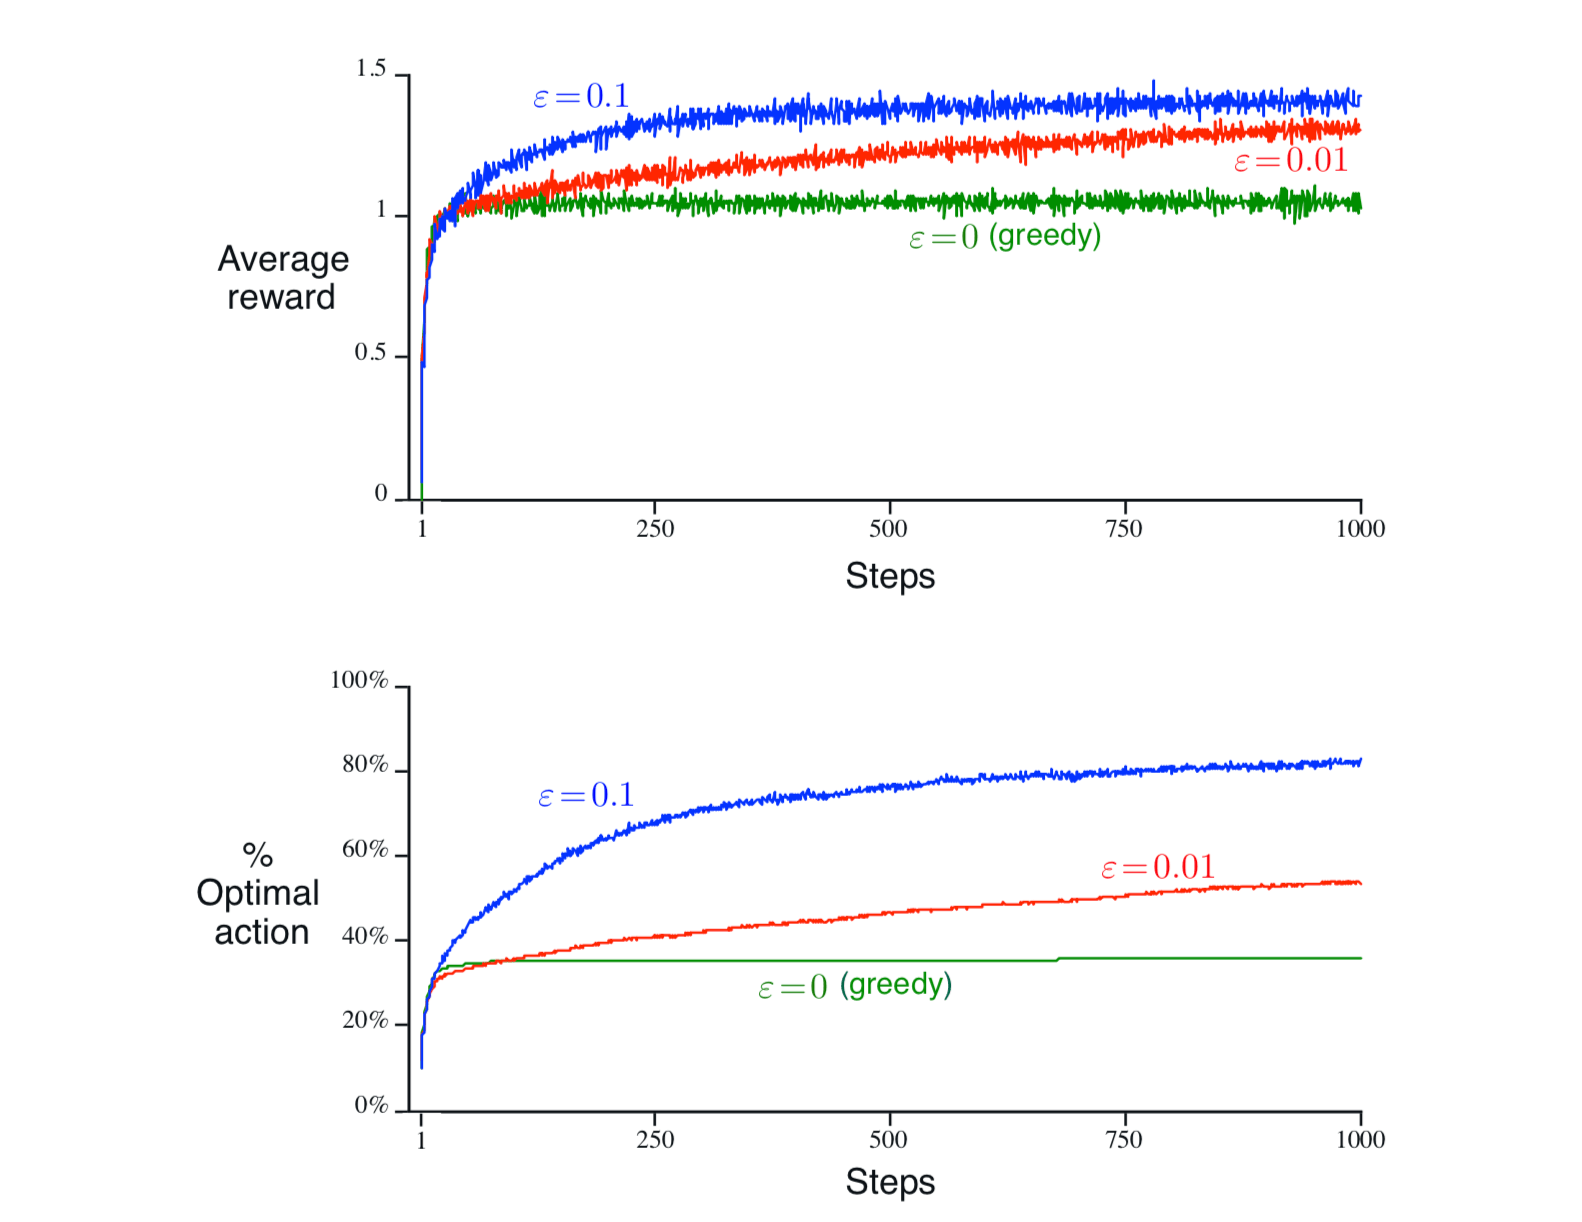 1.5
ε = 0.1
ε = 0.01
1
ε = 0 (greedy)
Average
reward
0.5
0
1 250 500 750 1000
Steps
100%
80%
ε = 0.1
60%
%
Optimal
action
ε = 0.01
40%
ε = 0 (greedy)
20%
0%
1 250 500 750 1000
Steps